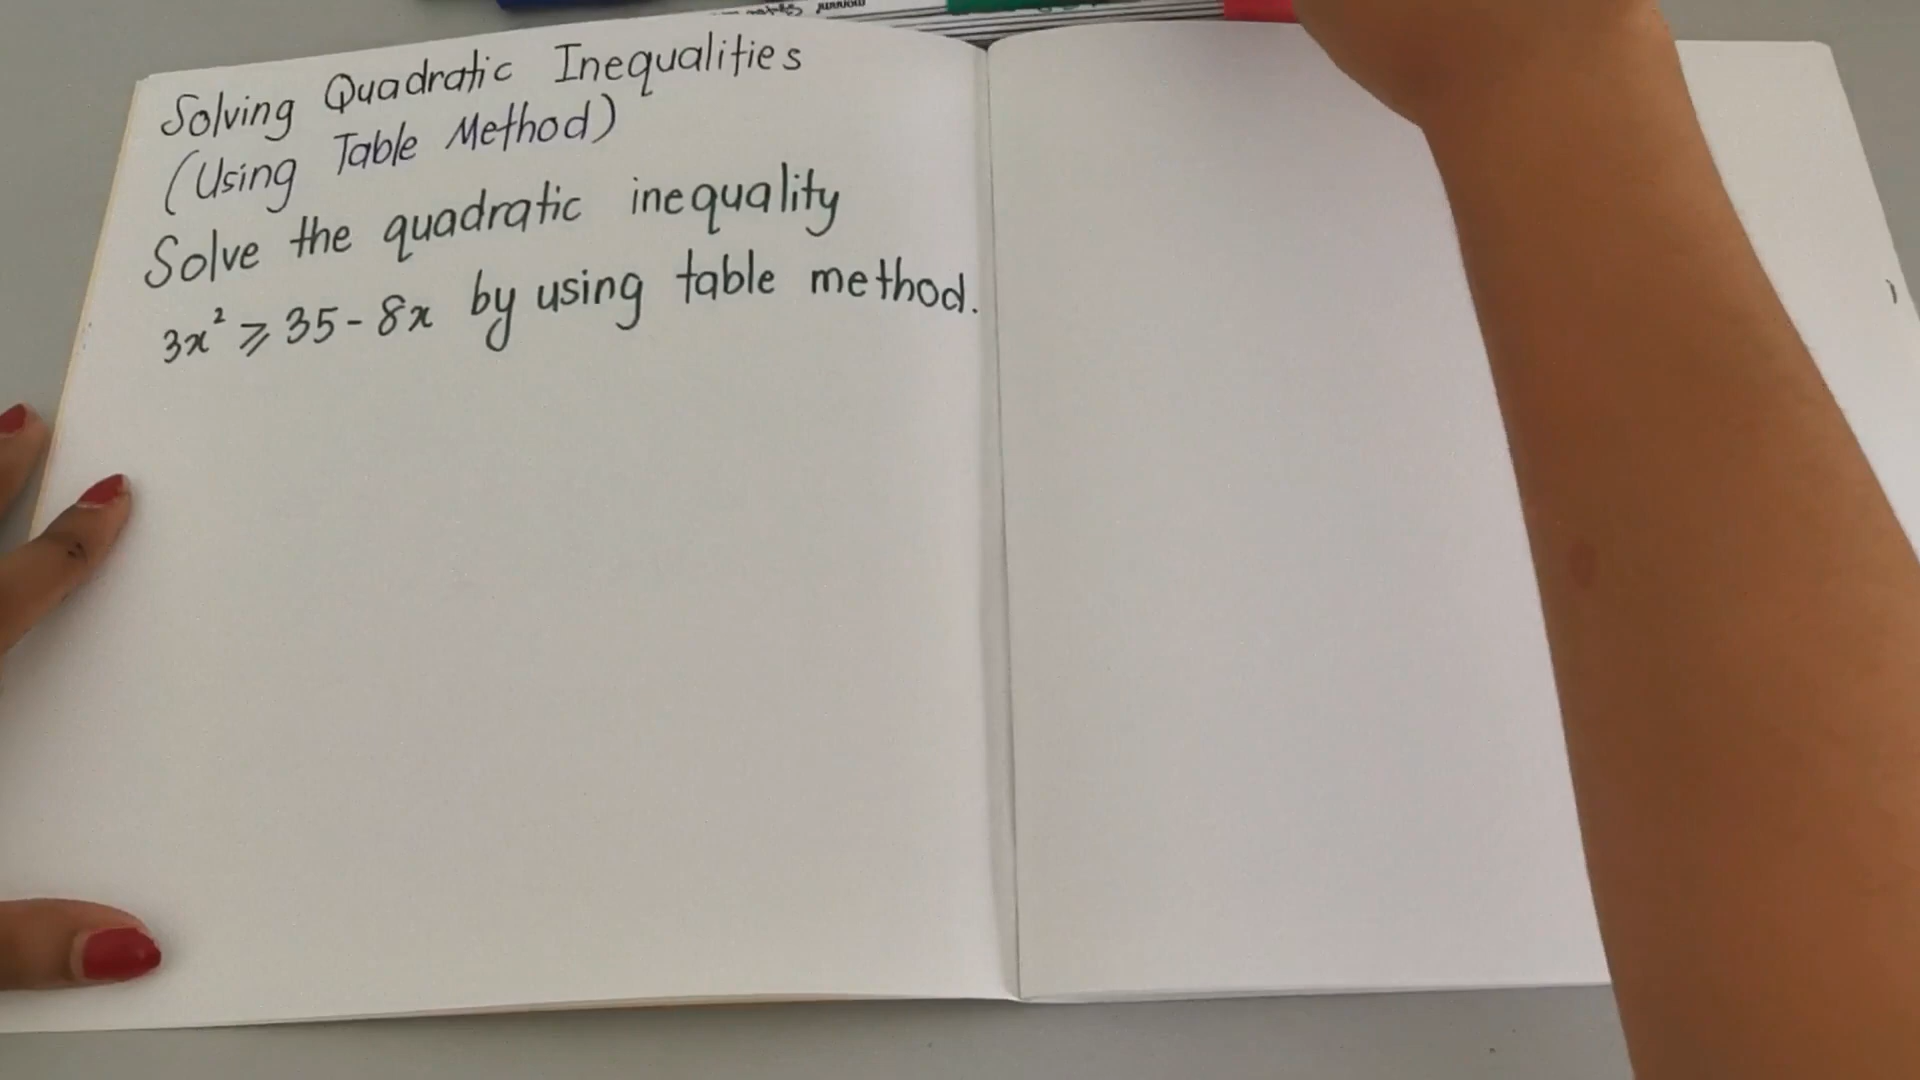 Solving Quadratic Inequalities
(Using Table Method)
Solve the quadratic inequality
3x² ⩾ 35 - 8x by using table method.